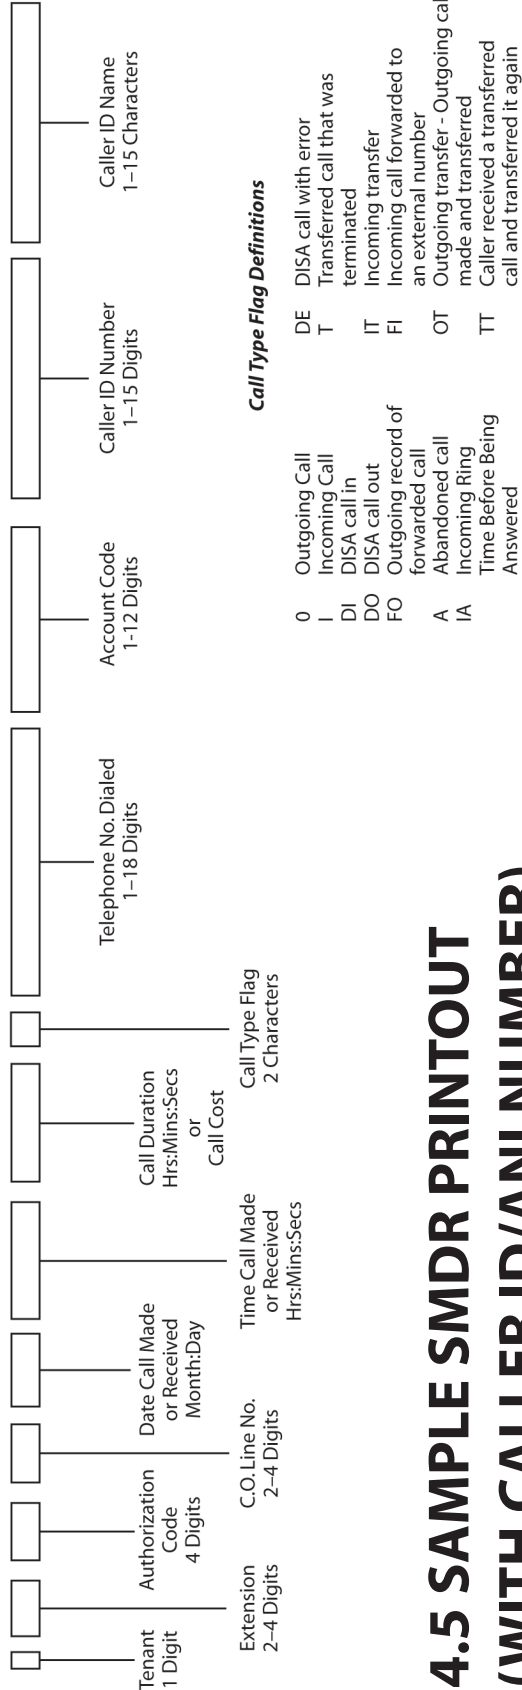 Tenant
1 Digit
Extension
2–4 Digits
Authorization
Code
4 Digits
C.O. Line No.
2–4 Digits
Date Call Made
or Received
Month:Day
Time Call Made
or Received
Hrs:Mins:Secs
Call Duration
Hrs:Mins:Secs
or
Call Cost
Call Type Flag
2 Characters
Telephone No. Dialed
1–18 Digits
Account Code
1-12 Digits
Caller ID Number
1–15 Digits
Caller ID Name
1–15 Characters
Call Type Flag Definitions
0 Outgoing Call
I Incoming Call
DI DISA call in
DO DISA call out
FO Outgoing record of
forwarded call
A Abandoned call
IA Incoming Ring
Time Before Being
Answered
DE DISA call with error
T Transferred call that was
terminated
IT Incoming transfer
FI Incoming call forwarded to
an external number
OT Outgoing transfer - Outgoing call
made and transferred
TT Caller received a transferred
call and transferred it again
4.5 SAMPLE SMDR PRINTOUT
(WITH CALLER ID/ANI NUMBER)